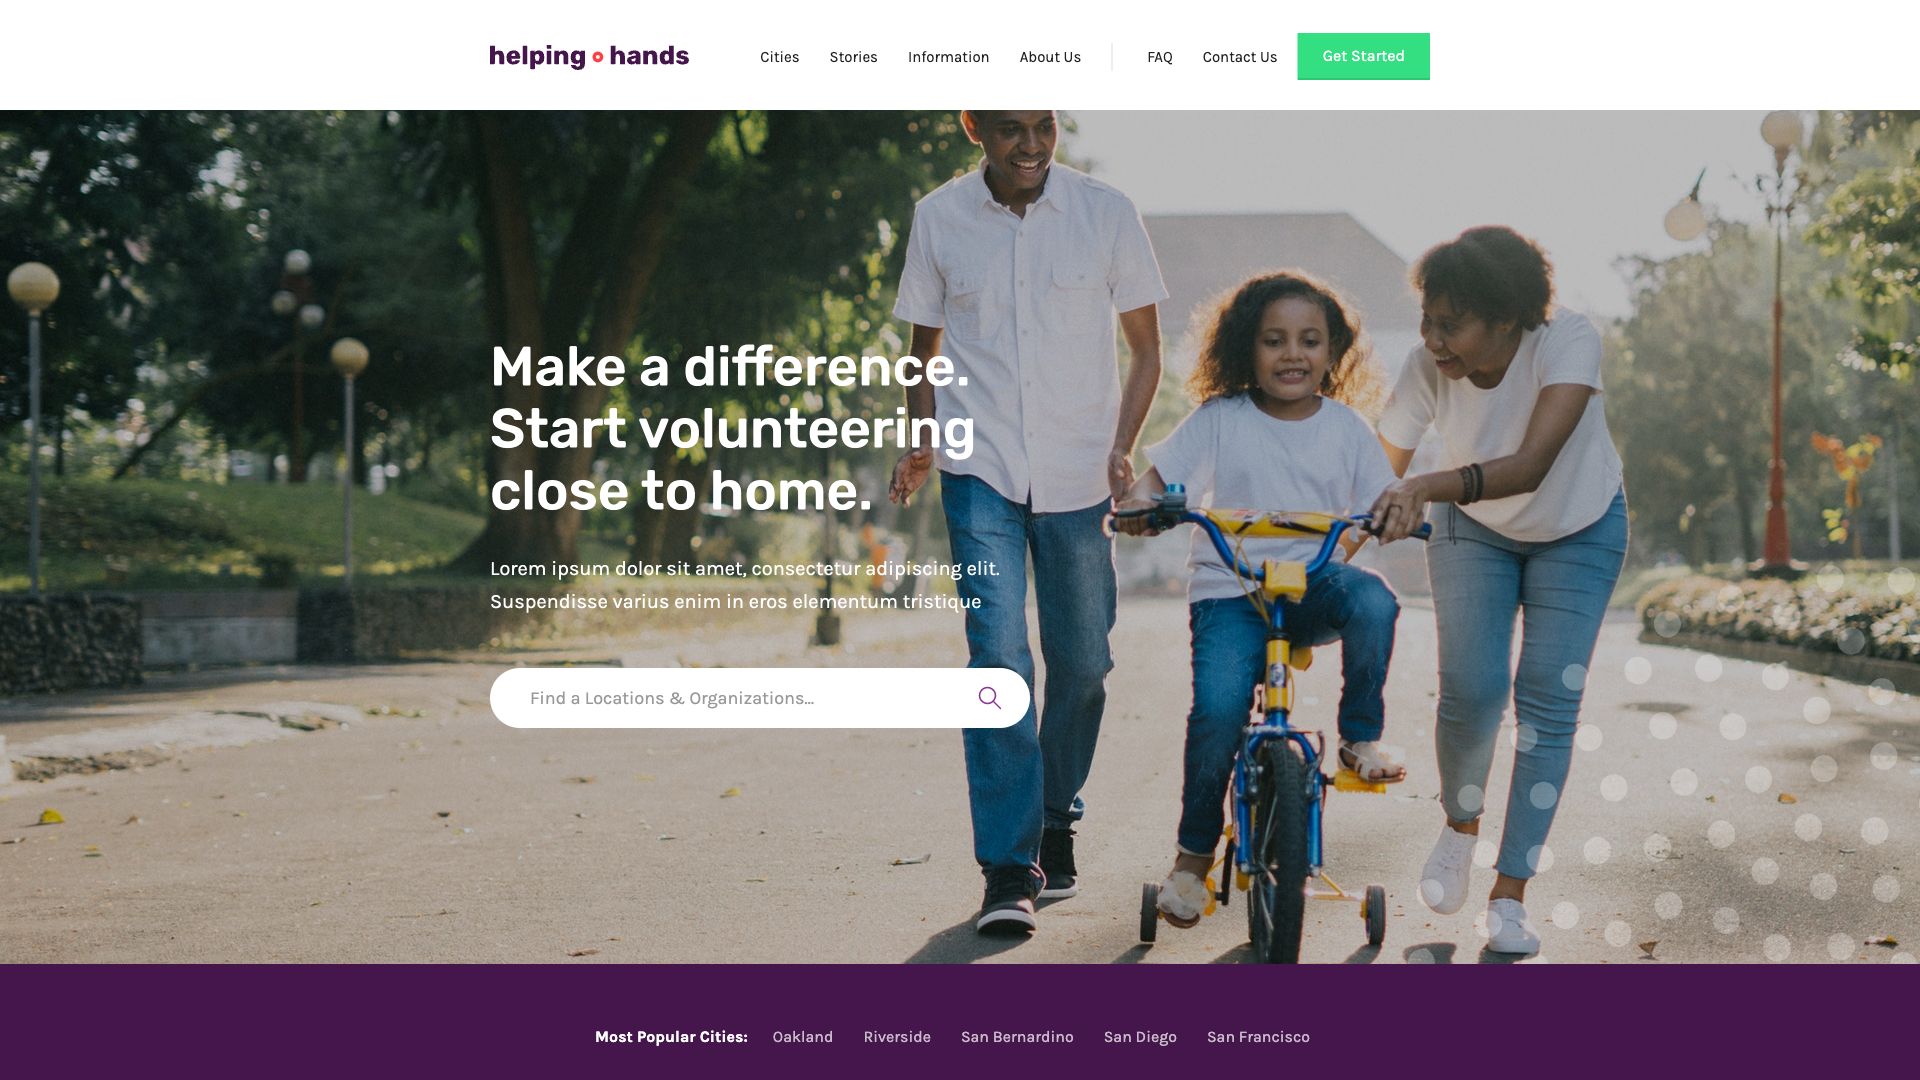 helping hands
Cities
Stories
Information
About Us
FAQ
Contact Us
Get Started
Make a difference.
Start volunteering
close to home.
Lorem ipsum dolor sit amet, consectetur adipiscing elit.
Suspendisse varius enim in eros elementum tristique
Find a Locations & Organizations...
Most Popular Cities: Oakland Riverside San Bernardino San Diego San Francisco